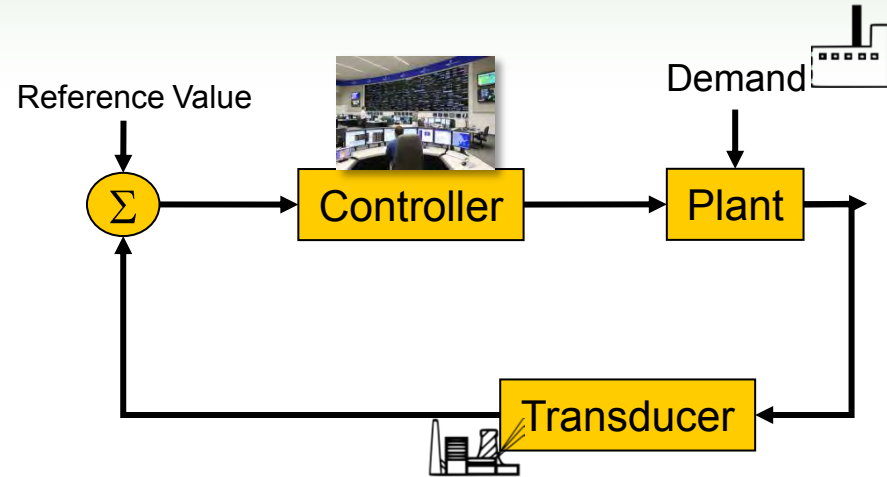 Demand
Reference Value
Σ
Controller
Plant
Transducer